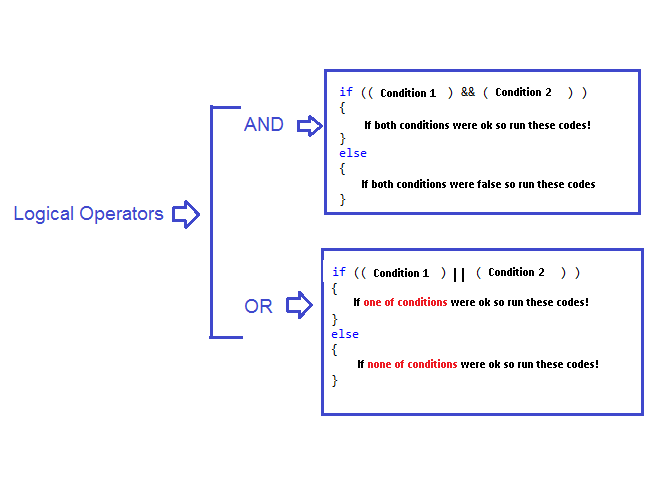 if (( Condition 1 ) && ( Condition 2 ) )
{
If both conditions were ok so run these codes!
}
else
{
If both conditions were false so run these codes
}
AND
Logical Operators
OR
if (( Condition 1 ) || ( Condition 2 ) )
{
If one of conditions were ok so run these codes!
}
else
{
If none of conditions were ok so run these codes!
}